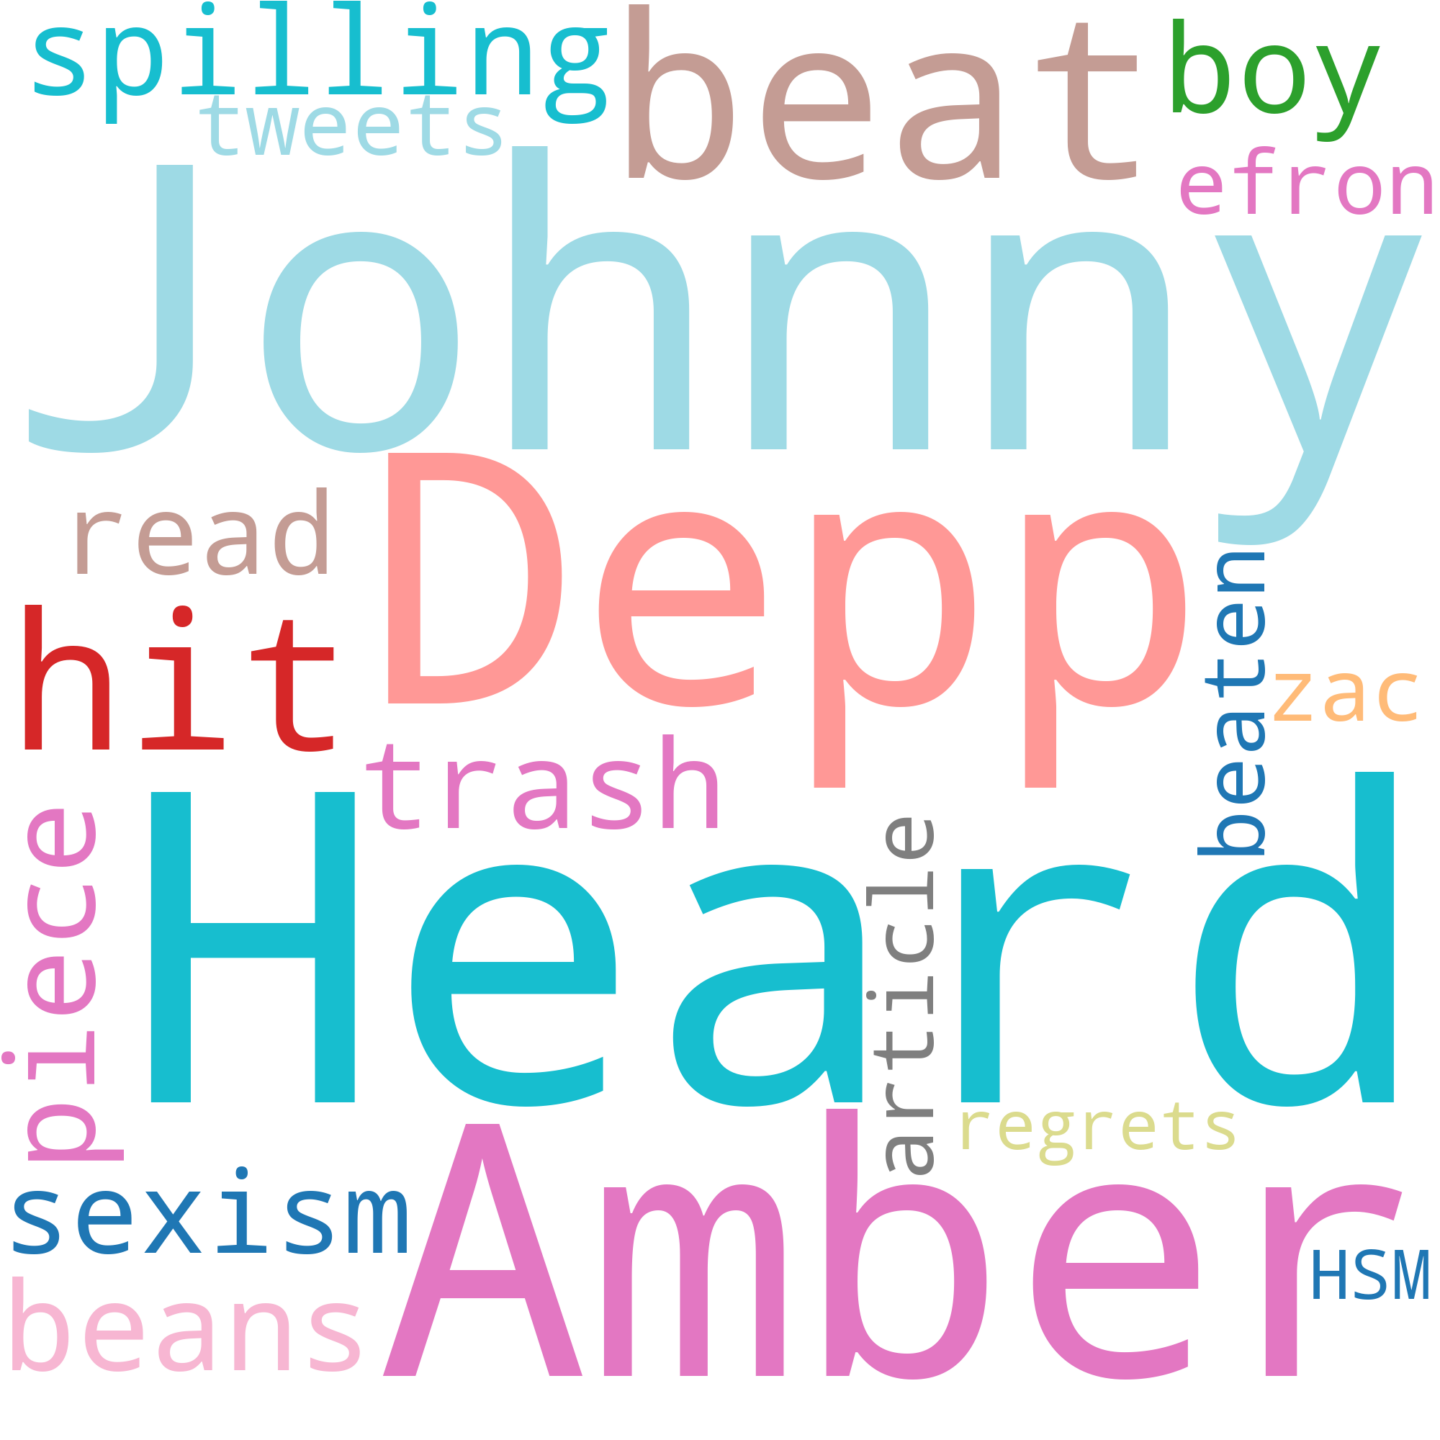 spilling
beat
boy
tweets
efron
Johnny
Depp
read
hit
beaten
zac
trash
Heard
piece
article
regrets
Amber
sexism
HSM
beans